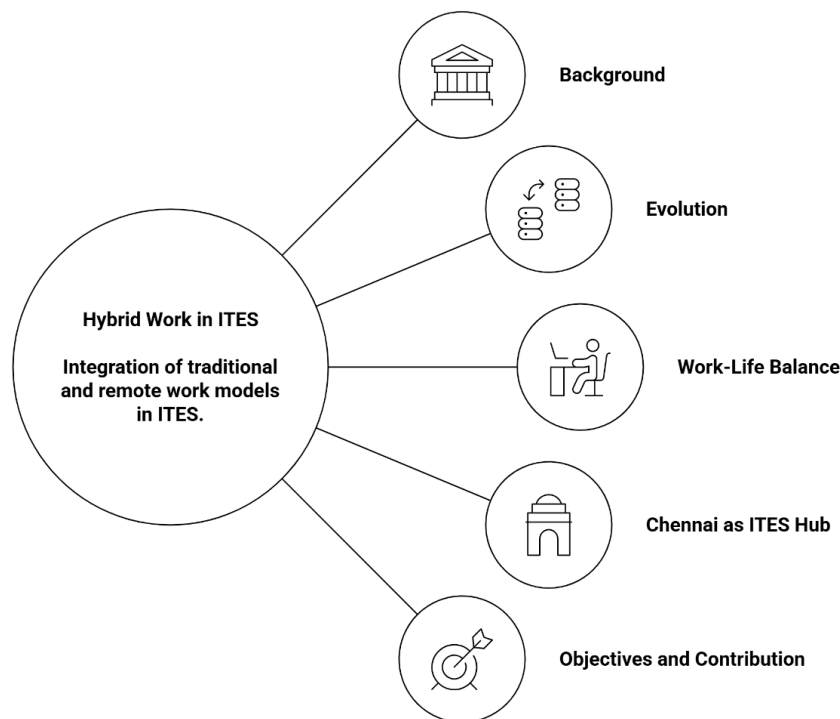 Background
Evolution
Hybrid Work in ITES
Integration of traditional
and remote work models
in ITES.
Work-Life Balance
Chennai as ITES Hub
Objectives and Contribution